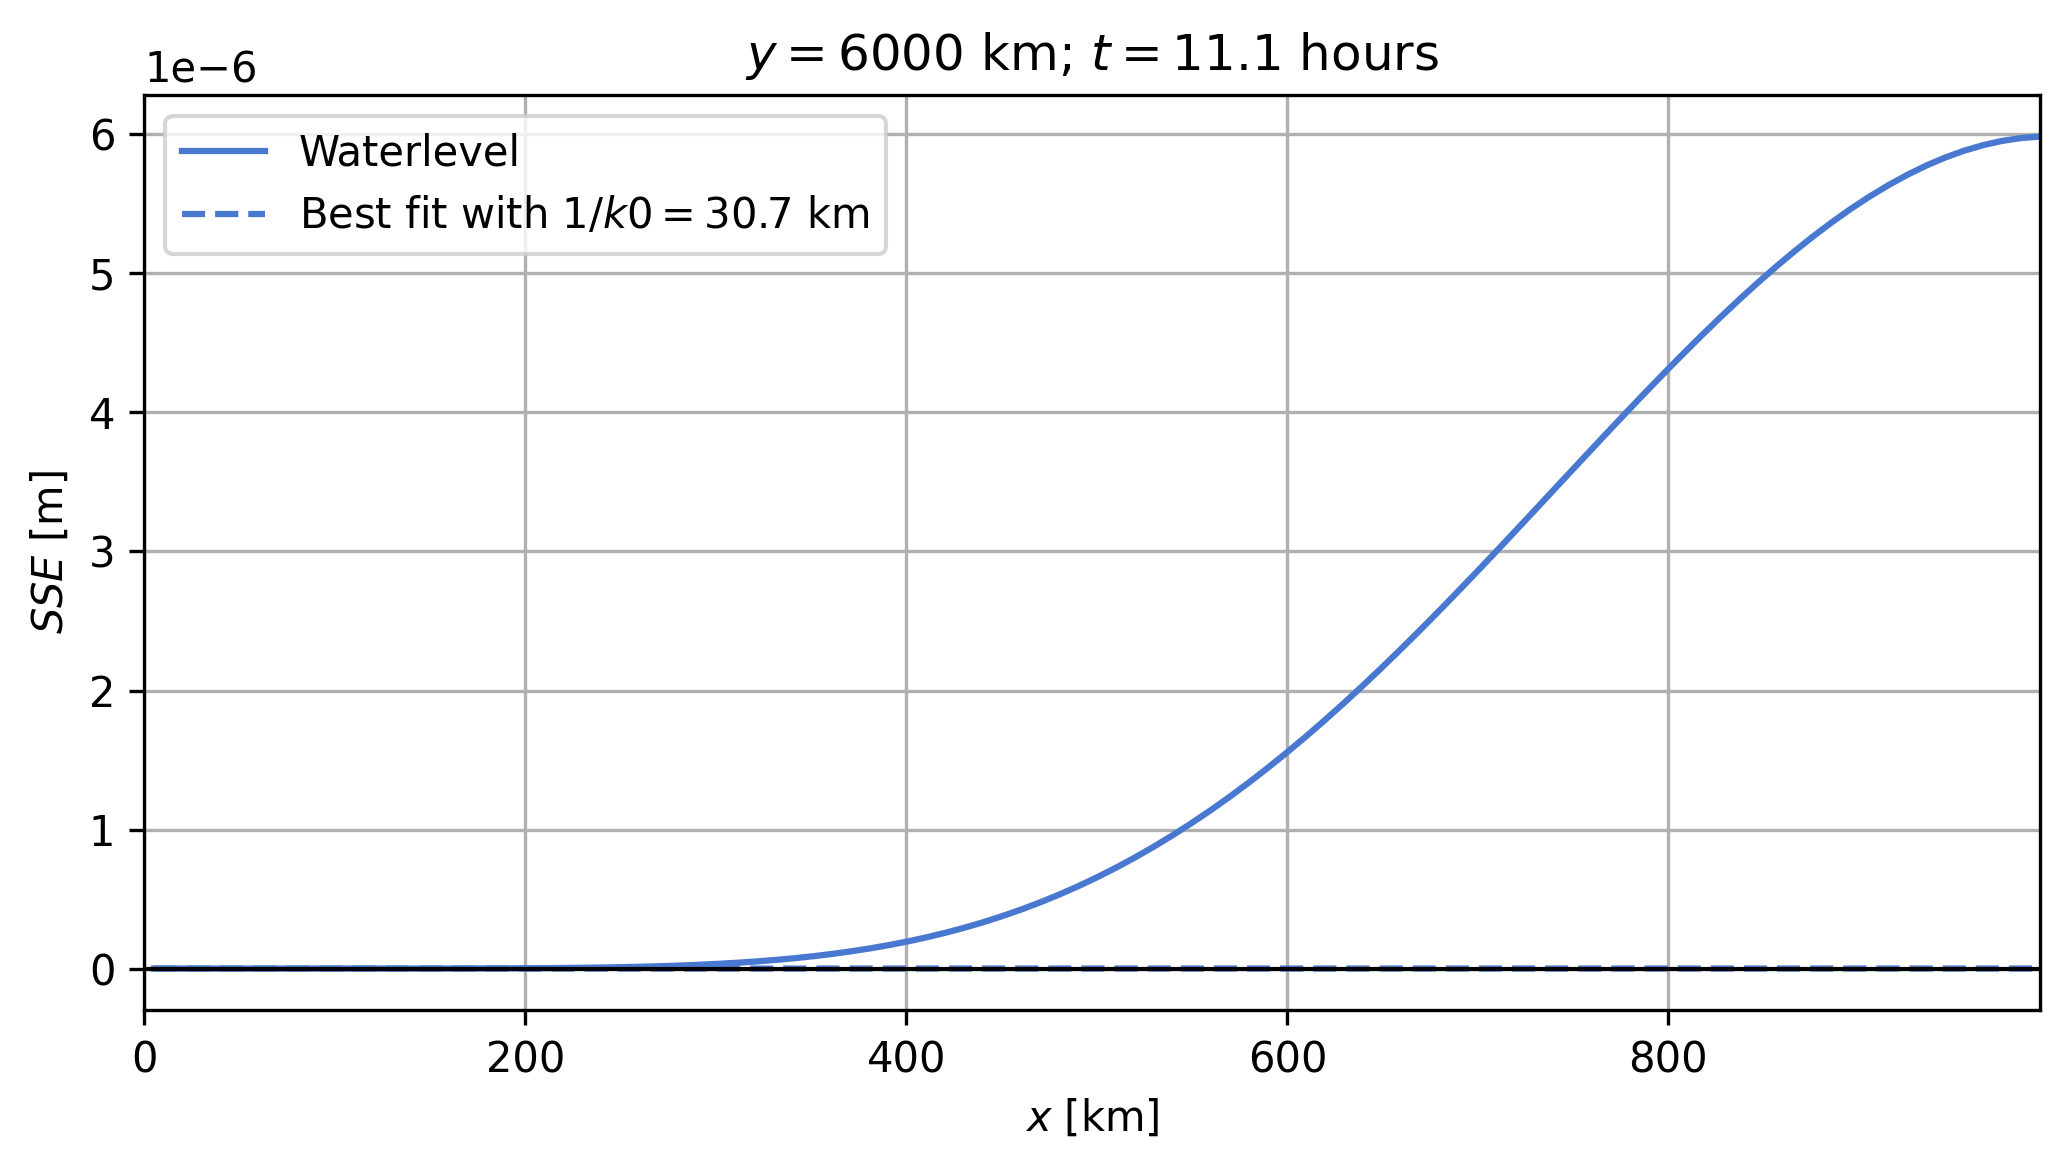 y = 6000 km; t = 11.1 hours
1e−6
Waterlevel
Best fit with 1/k0 = 30.7 km
6
5
4
3
2
1
0
SSE [m]
0 200 400 600 800
x [km]